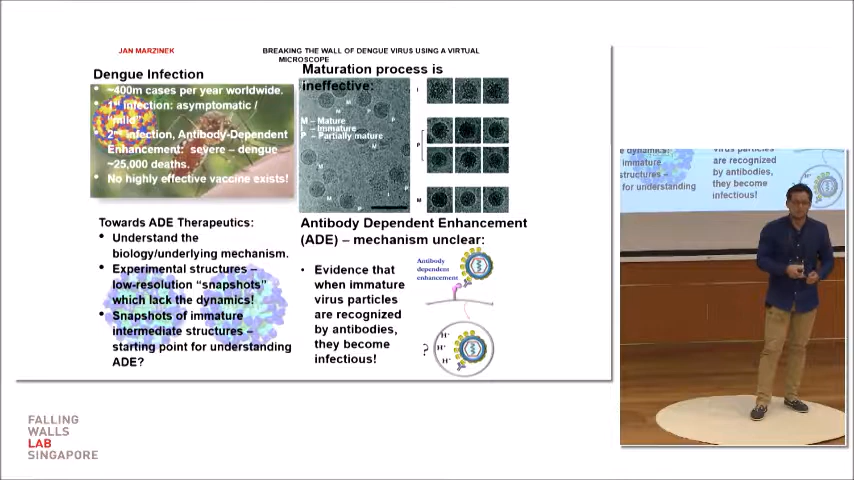 JAN MARZINEK
BREAKING THE WALL OF DENGUE VIRUS USING A VIRTUAL
MICROSCOPE
Dengue Infection
• ~400m cases per year worldwide.
• 1st Infection: asymptomatic /
"mild"
• 2nd infection, Antibody-Dependent
Enhancement: severe – dengue
~25,000 deaths.
• No highly effective vaccine exists!
Maturation process is
ineffective:
M – Mature
I – Immature
P – Partially mature
M
P
I
P
M
Towards ADE Therapeutics:
• Understand the
biology/underlying mechanism.
• Experimental structures –
low-resolution "snapshots"
which lack the dynamics!
• Snapshots of immature
intermediate structures –
starting point for understanding
ADE?
Antibody Dependent Enhancement
(ADE) – mechanism unclear:
• Evidence that
when immature
virus particles
are recognized
by antibodies,
they become
infectious!
Antibody
dependent
enhancement
?
H+
H+
H+
immature
structures –
for understanding
virus particles
are recognized
by antibodies,
they become
infectious!
FALLING
WALLS
LAB
SINGAPORE